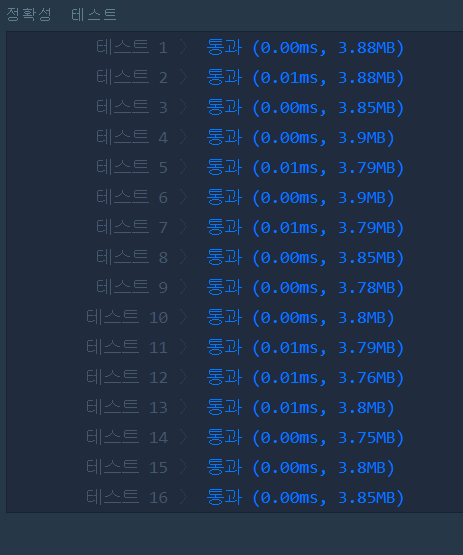 정확성 테스트
테스트 1 〉 통과 (0.00ms, 3.88MB)
테스트 2 〉 통과 (0.01ms, 3.88MB)
테스트 3 〉 통과 (0.00ms, 3.85MB)
테스트 4 〉 통과 (0.00ms, 3.9MB)
테스트 5 〉 통과 (0.01ms, 3.79MB)
테스트 6 〉 통과 (0.00ms, 3.9MB)
테스트 7 〉 통과 (0.01ms, 3.79MB)
테스트 8 〉 통과 (0.00ms, 3.85MB)
테스트 9 〉 통과 (0.00ms, 3.78MB)
테스트 10 〉 통과 (0.00ms, 3.8MB)
테스트 11 〉 통과 (0.01ms, 3.79MB)
테스트 12 〉 통과 (0.01ms, 3.76MB)
테스트 13 〉 통과 (0.01ms, 3.8MB)
테스트 14 〉 통과 (0.00ms, 3.75MB)
테스트 15 〉 통과 (0.00ms, 3.8MB)
테스트 16 〉 통과 (0.00ms, 3.85MB)